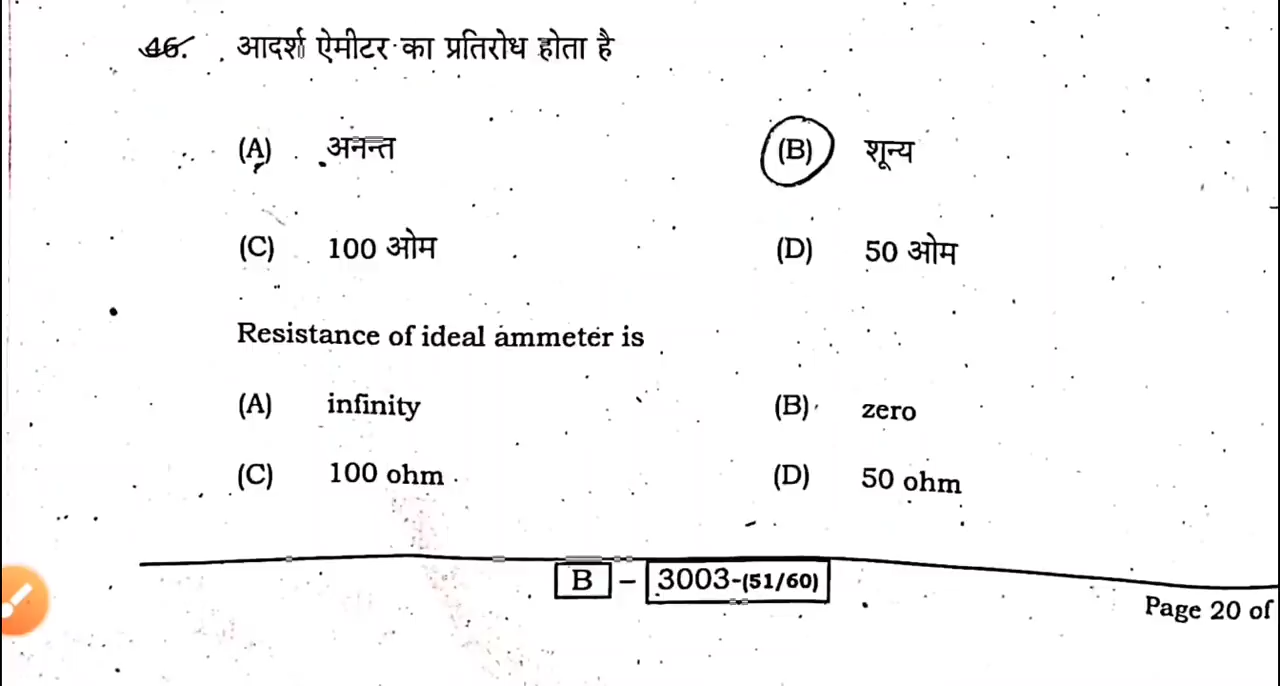 46. आदर्श ऐमीटर का प्रतिरोध होता है
(A) अनन्त (B) शून्य
(C) 100 ओम (D) 50 ओम
Resistance of ideal ammeter is
(A) infinity (B) zero
(C) 100 ohm (D) 50 ohm
B - 3003-(51/60)
Page 20 of